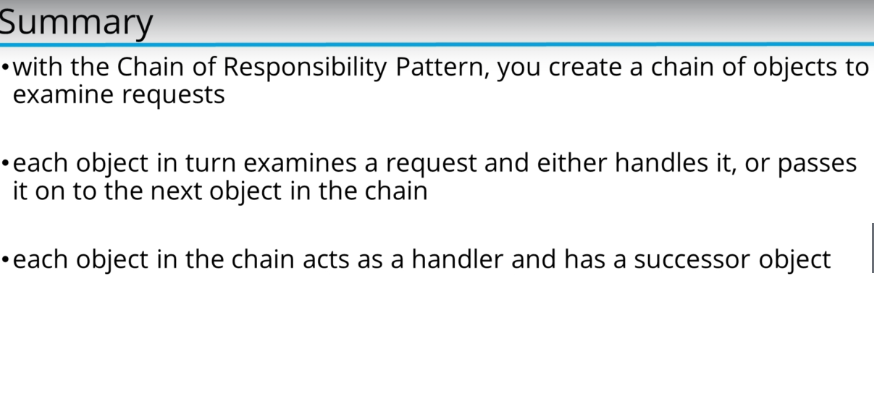 Summary
•with the Chain of Responsibility Pattern, you create a chain of objects to
examine requests
•each object in turn examines a request and either handles it, or passes
it on to the next object in the chain
•each object in the chain acts as a handler and has a successor object